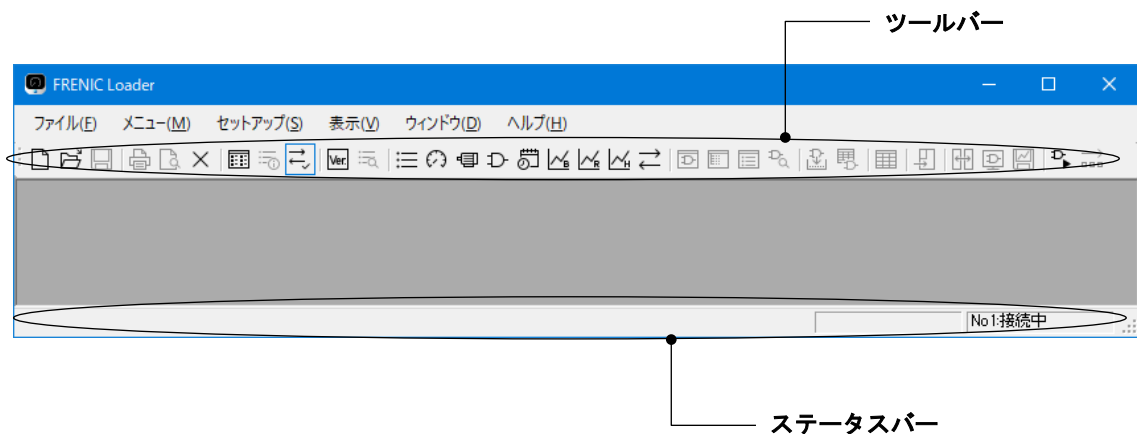 ツールバー
FRENIC Loader
ファイル(F) メニュー(M) セットアップ(S) 表示(V) ウィンドウ(D) ヘルプ(H)
Ver. B R H
No1:接続中
ステータスバー